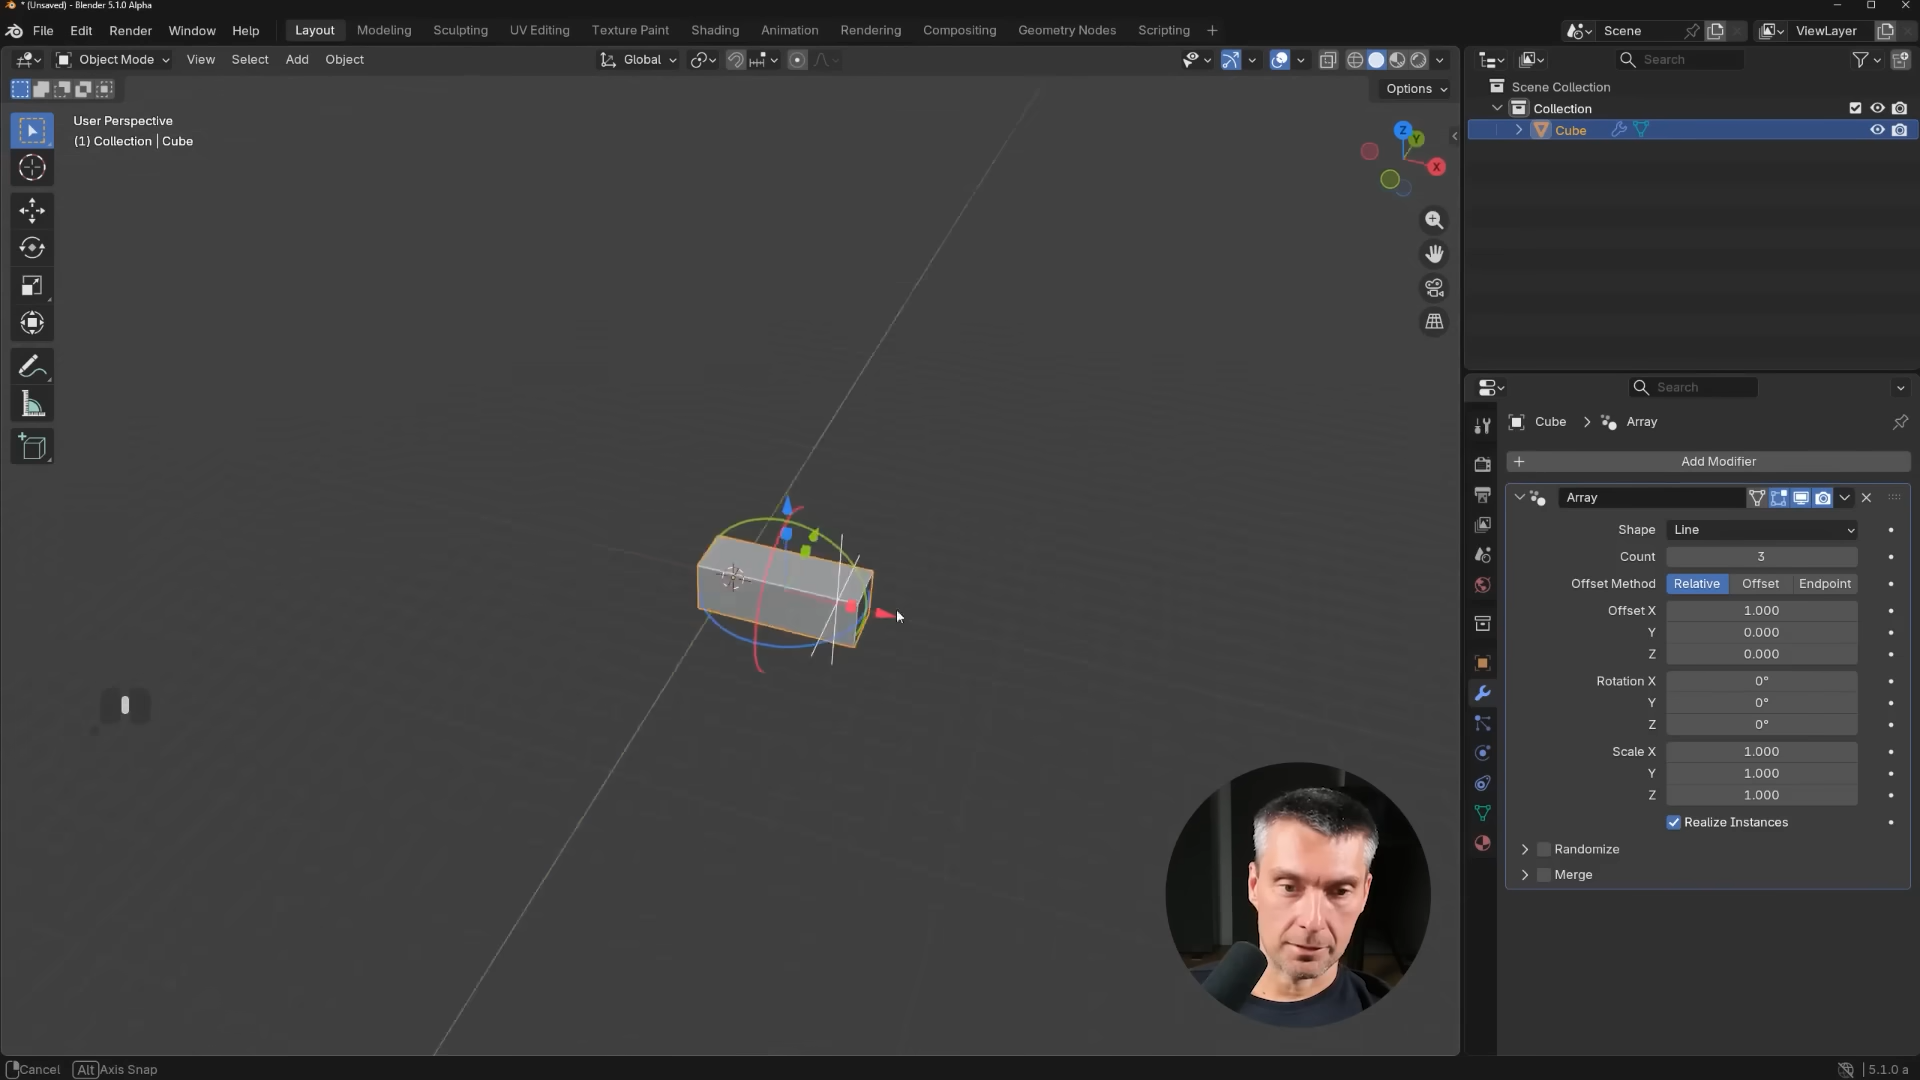 * (Unsaved) - Blender 5.1.0 Alpha
File Edit Render Window Help Layout Modeling Sculpting UV Editing Texture Paint Shading Animation Rendering Compositing Geometry Nodes Scripting + Scene ViewLayer
Object Mode View Select Add Object Global Search
Options
User Perspective
(1) Collection | Cube
Z Y X
Scene Collection
Collection
Cube
Search
Cube > Array
+ Add Modifier
Array
Shape Line
Count 3
Offset Method Relative Offset Endpoint
Offset X 1.000
Y 0.000
Z 0.000
Rotation X 0°
Y 0°
Z 0°
Scale X 1.000
Y 1.000
Z 1.000
Realize Instances
Randomize
Merge
Cancel Alt Axis Snap 5.1.0 a